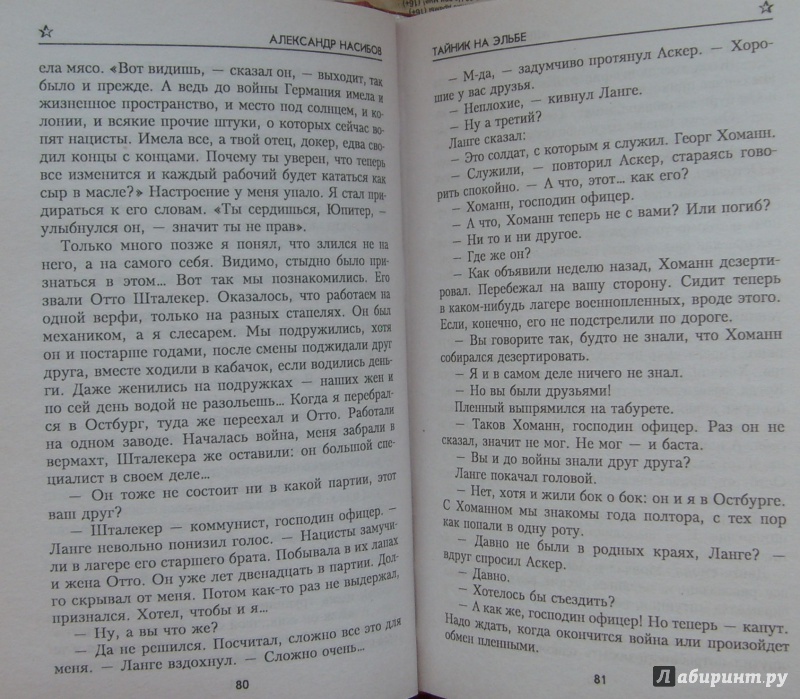 АЛЕКСАНДР НАСИБОВ
ела мясо. «Вот видишь, — сказал он, — выходит, так
было и прежде. А ведь до войны Германия имела и
жизненное пространство, и место под солнцем, и ко-
лонии, и всякие прочие штуки, о которых сейчас во-
пят нацисты. Имела все, а твой отец, докер, едва сво-
дил концы с концами. Почему ты уверен, что теперь
все изменится и каждый рабочий будет кататься как
сыр в масле?» Настроение у меня упало. Я стал при-
дираться к его словам. «Ты сердишься, Юпитер, —
улыбнулся он, — значит ты не прав».
Только много позже я понял, что злился не на
него, а на самого себя. Видимо, стыдно было при-
знаться в этом... Вот так мы познакомились. Его
звали Отто Шталекер. Оказалось, что работаем на
одной верфи, только на разных стапелях. Он был
механиком, а я слесарем. Мы подружились, хотя
он и постарше годами, после смены поджидали друг
друга, вместе ходили в кабачок, если водились день-
ги. Даже женились на подружках — наших жен и
по сей день водой не разольешь... Когда я перебрал-
ся в Остбург, туда же переехал и Отто. Работали
на одном заводе. Началась война, меня забрали в
вермахт, Шталекера же оставили: он большой спе-
циалист в своем деле...
— Он тоже не состоит ни в какой партии, этот
ваш друг?
— Шталекер — коммунист, господин офицер. —
Ланге невольно понизил голос. — Нацисты замучи-
ли в лагере его старшего брата. Побывала в их лапах
и жена Отто. Он уже лет двенадцать в партии. Дол-
го скрывал от меня. Потом как-то раз не выдержал,
признался. Хотел, чтобы и я...
— Ну, а вы что же?
— Да не решился. Посчитал, сложно все это для
меня. — Ланге вздохнул. — Сложно очень...
80
ТАЙНИК НА ЭЛЬБЕ
— М-да, — задумчиво протянул Аскер. — Хоро-
шие у вас друзья.
— Неплохие, — кивнул Ланге.
— Ну а третий?
Ланге сказал:
— Это солдат, с которым я служил. Георг Хоманн.
— Служили, — повторил Аскер, стараясь гово-
рить спокойно. — А что, этот... как его?
— Хоманн, господин офицер.
— А что, Хоманн теперь не с вами? Или погиб?
— Ни то и ни другое.
— Где же он?
— Как объявили неделю назад, Хоманн дезерти-
ровал. Перебежал на вашу сторону. Сидит теперь
в каком-нибудь лагере военнопленных, вроде этого.
Если, конечно, его не подстрелили по дороге.
— Вы говорите так, будто не знали, что Хоманн
собирался дезертировать.
— Я и в самом деле ничего не знал.
— Но вы были друзьями!
Пленный выпрямился на табурете.
— Таков Хоманн, господин офицер. Раз он не
сказал, значит не мог. Не мог — и баста.
— Вы и до войны знали друг друга?
Ланге покачал головой.
— Нет, хотя и жили бок о бок: он и я в Остбурге.
С Хоманном мы знакомы года полтора, с тех пор
как попали в одну роту.
— Давно не были в родных краях, Ланге? —
вдруг спросил Аскер.
— Давно.
— Хотелось бы съездить?
— А как же, господин офицер! Но теперь — капут.
Надо ждать, когда окончится война или произойдет
обмен пленными.
81
Лабиринт.ру